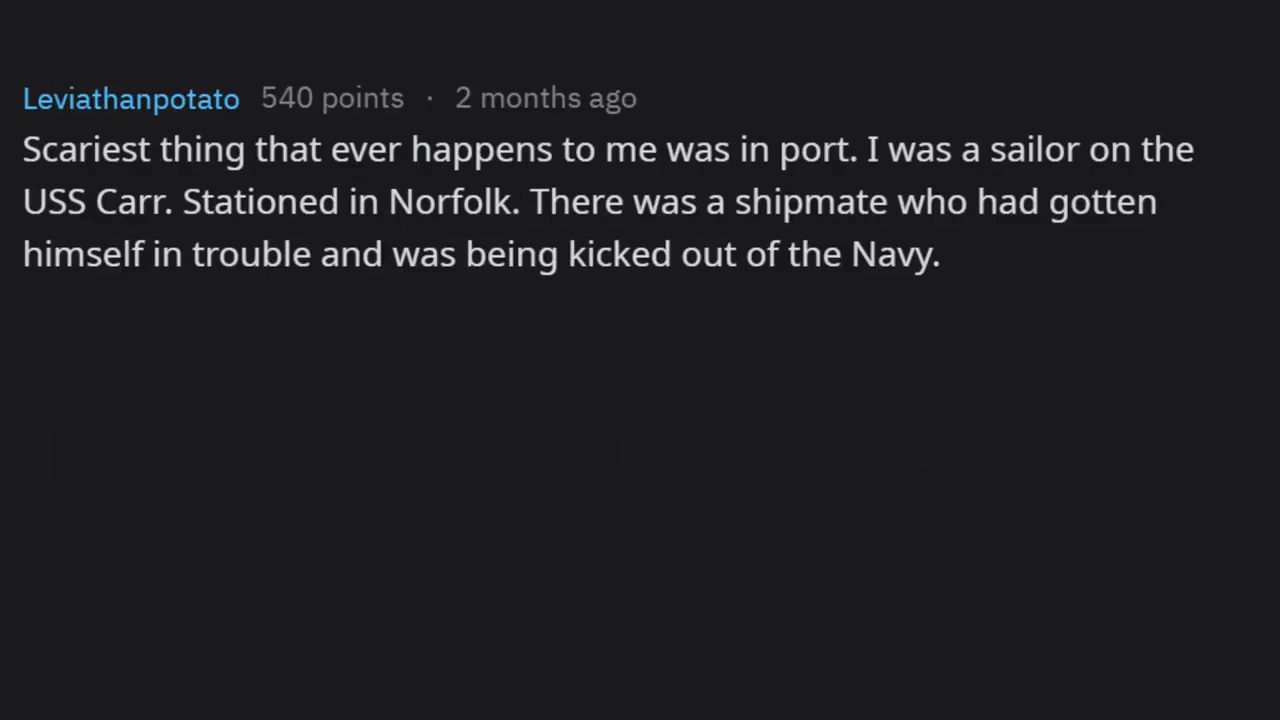 Leviathanpotato 540 points · 2 months ago
Scariest thing that ever happens to me was in port. I was a sailor on the
USS Carr. Stationed in Norfolk. There was a shipmate who had gotten
himself in trouble and was being kicked out of the Navy.